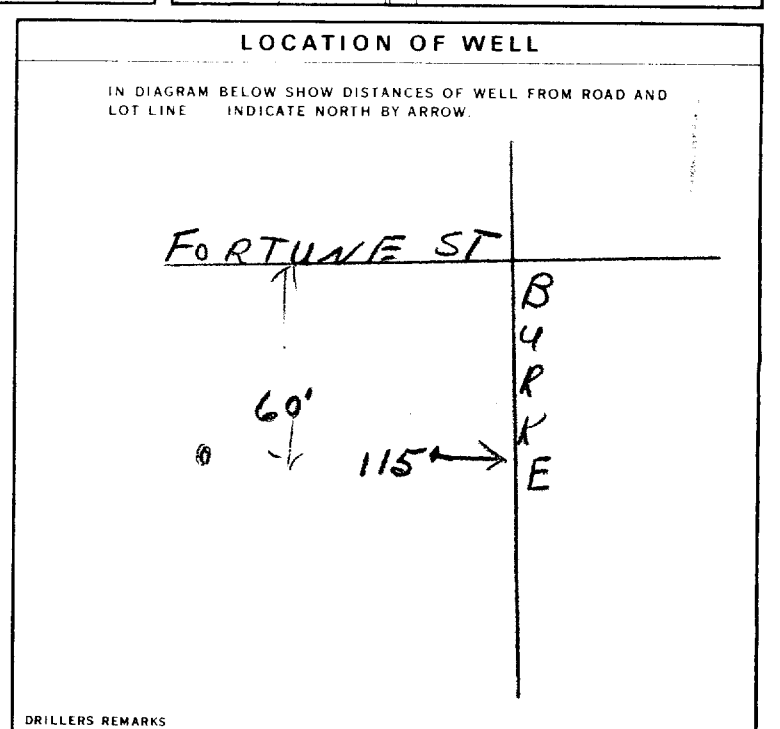 LOCATION OF WELL
IN DIAGRAM BELOW SHOW DISTANCES OF WELL FROM ROAD AND
LOT LINE INDICATE NORTH BY ARROW.
FORTUNE ST
BURKE
60'
115'
DRILLERS REMARKS